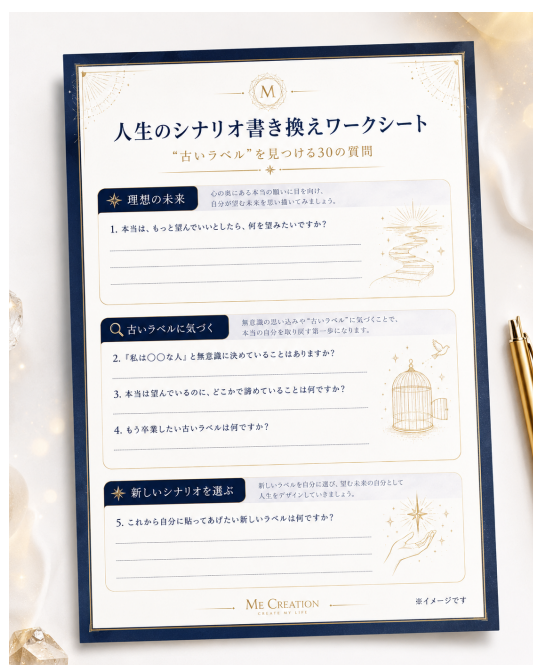 M
人生のシナリオ書き換えワークシート
“古いラベル”を見つける30の質問
理想の未来
心の奥にある本当の願いに目を向け、
自分が望む未来を思い描いてみましょう。
1. 本当は、もっと望んでいいとしたら、何を望みたいですか?
古いラベルに気づく
無意識の思い込みや“古いラベル”に気づくことで、
本当の自分を取り戻す第一歩になります。
2.『私は〇〇な人』と無意識に決めていることはありますか?
3. 本当は望んでいるのに、どこかで諦めていることは何ですか?
4. もう卒業したい古いラベルは何ですか?
新しいシナリオを選ぶ
新しいラベルを自分に選び、望む未来の自分として
人生をデザインしていきましょう。
5. これから自分に貼ってあげたい新しいラベルは何ですか?
ME CREATION
CREATE MY LIFE
※イメージです